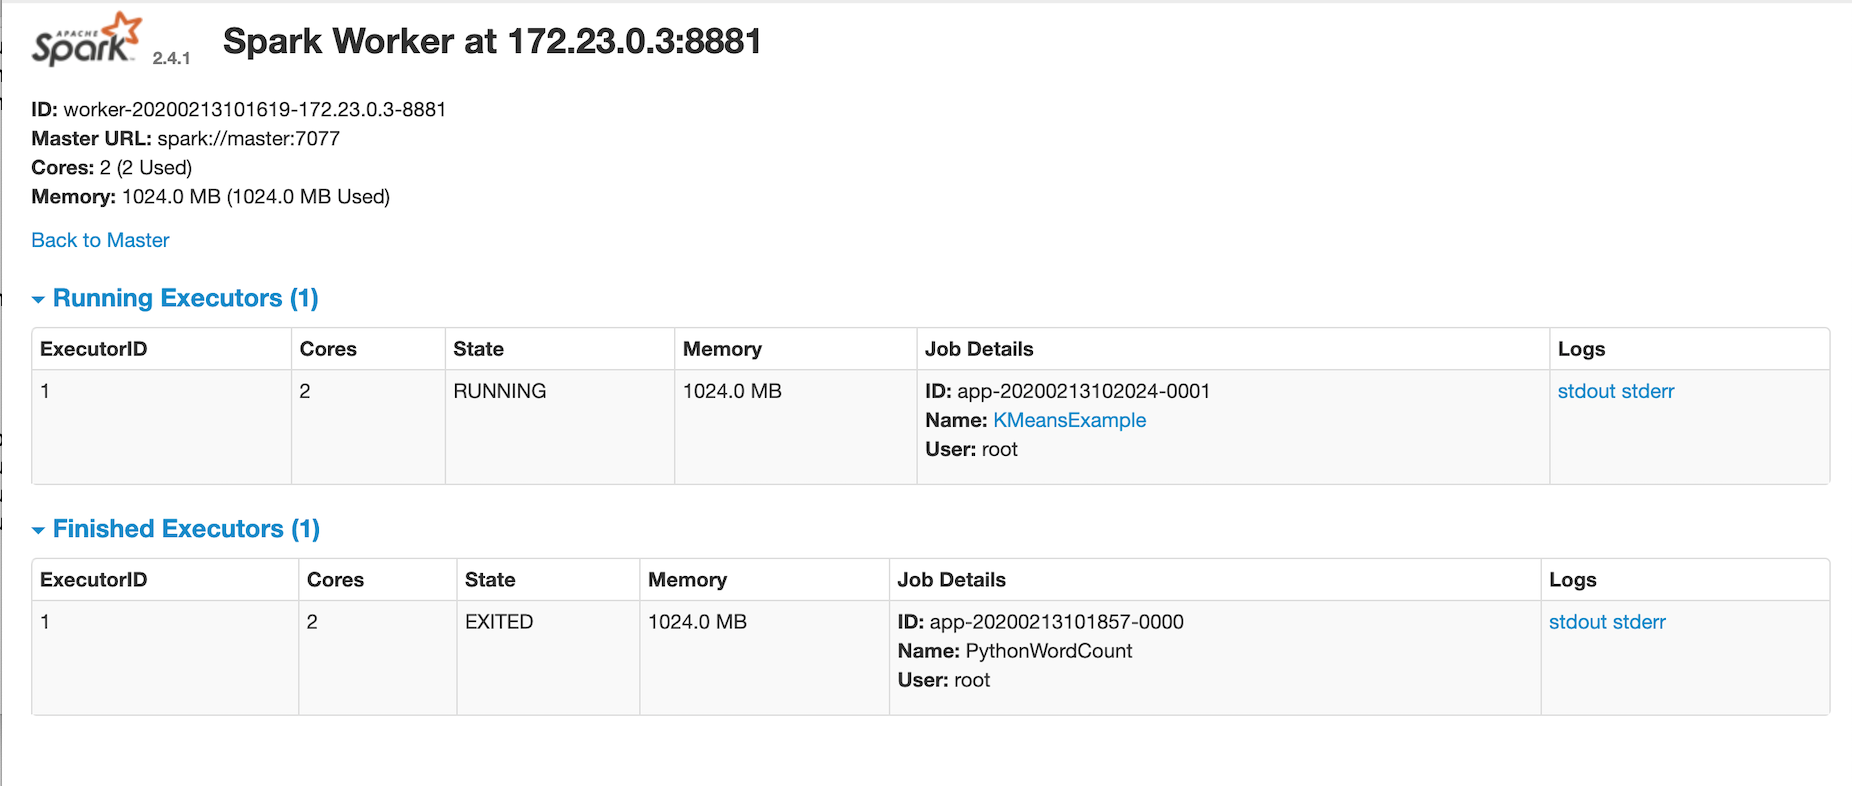 APACHE
Spark 2.4.1 Spark Worker at 172.23.0.3:8881
ID: worker-20200213101619-172.23.0.3-8881
Master URL: spark://master:7077
Cores: 2 (2 Used)
Memory: 1024.0 MB (1024.0 MB Used)
Back to Master
Running Executors (1)
ExecutorID Cores State Memory Job Details Logs
1 2 RUNNING 1024.0 MB ID: app-20200213102024-0001 stdout stderr
Name: KMeansExample
User: root
Finished Executors (1)
ExecutorID Cores State Memory Job Details Logs
1 2 EXITED 1024.0 MB ID: app-20200213101857-0000 stdout stderr
Name: PythonWordCount
User: root